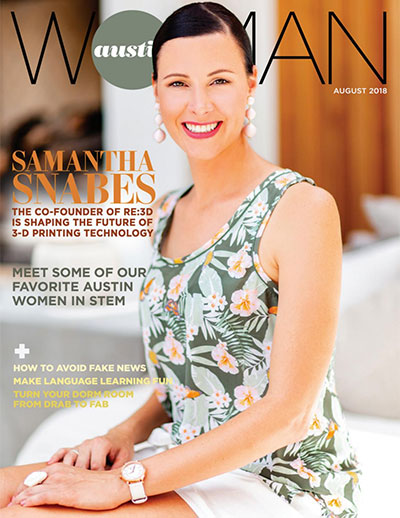 WOMAN
austin
AUGUST 2018
SAMANTHA
SNABES
THE CO-FOUNDER OF RE:3D
IS SHAPING THE FUTURE OF
3-D PRINTING TECHNOLOGY
MEET SOME OF OUR
FAVORITE AUSTIN
WOMEN IN STEM
+
HOW TO AVOID FAKE NEWS
MAKE LANGUAGE LEARNING FUN
TURN YOUR DORM ROOM
FROM DRAB TO FAB